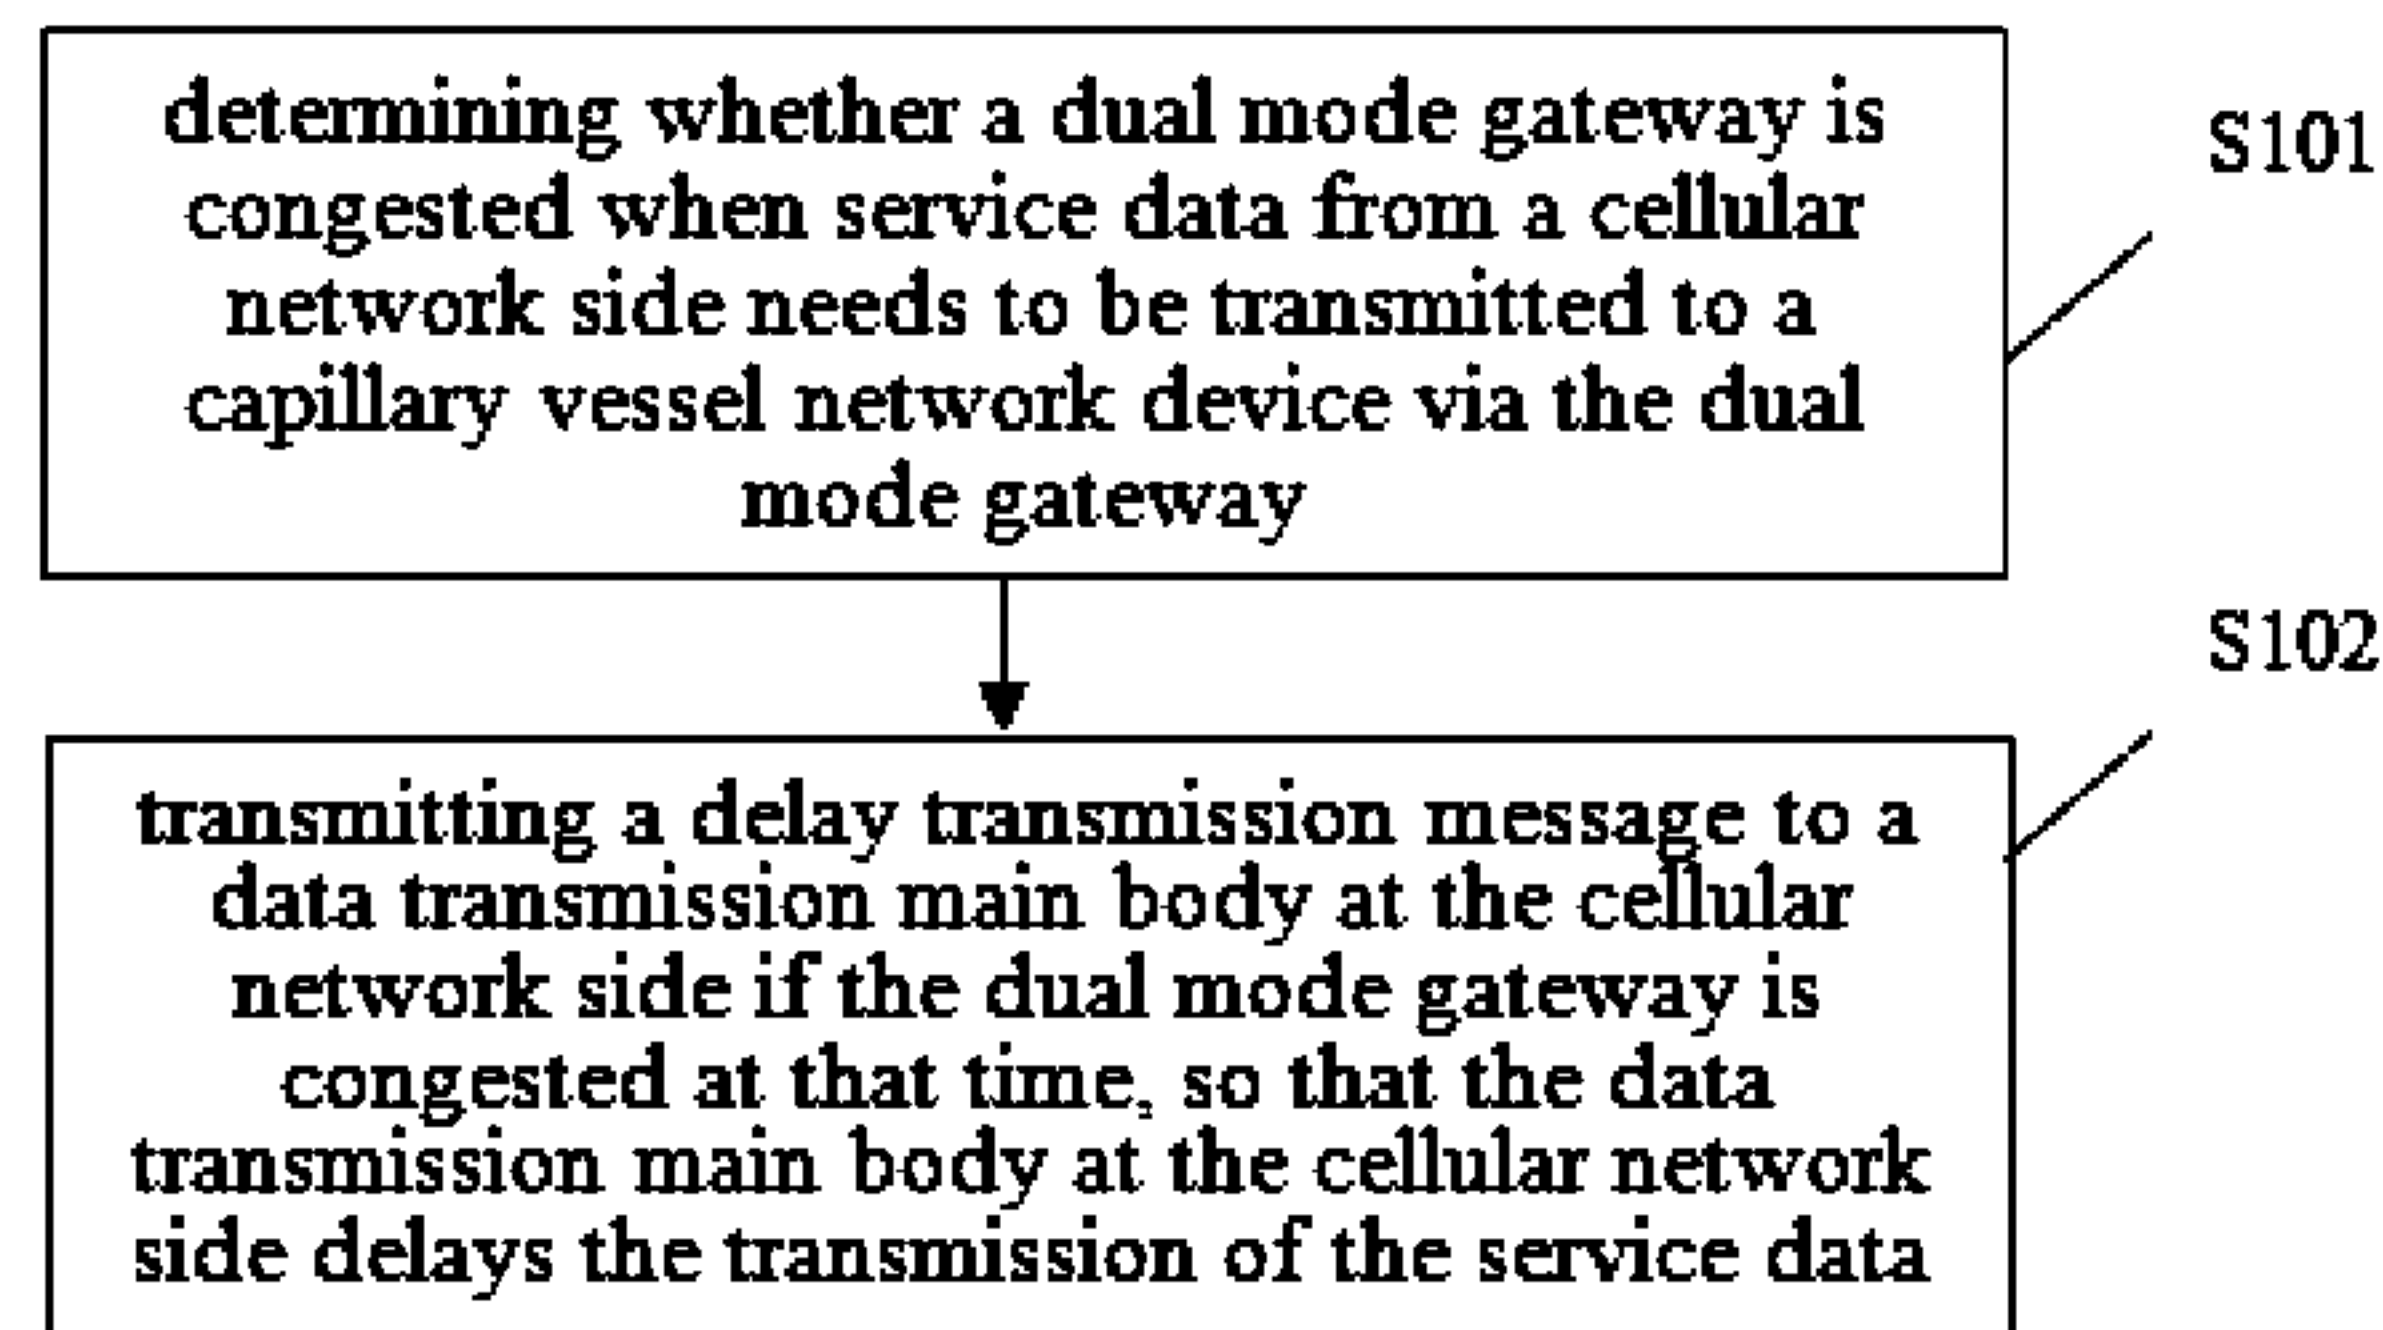 determining whether a dual mode gateway is
congested when service data from a cellular
network side needs to be transmitted to a
capillary vessel network device via the dual
mode gateway
S101
S102
transmitting a delay transmission message to a
data transmission main body at the cellular
network side if the dual mode gateway is
congested at that time, so that the data
transmission main body at the cellular network
side delays the transmission of the service data